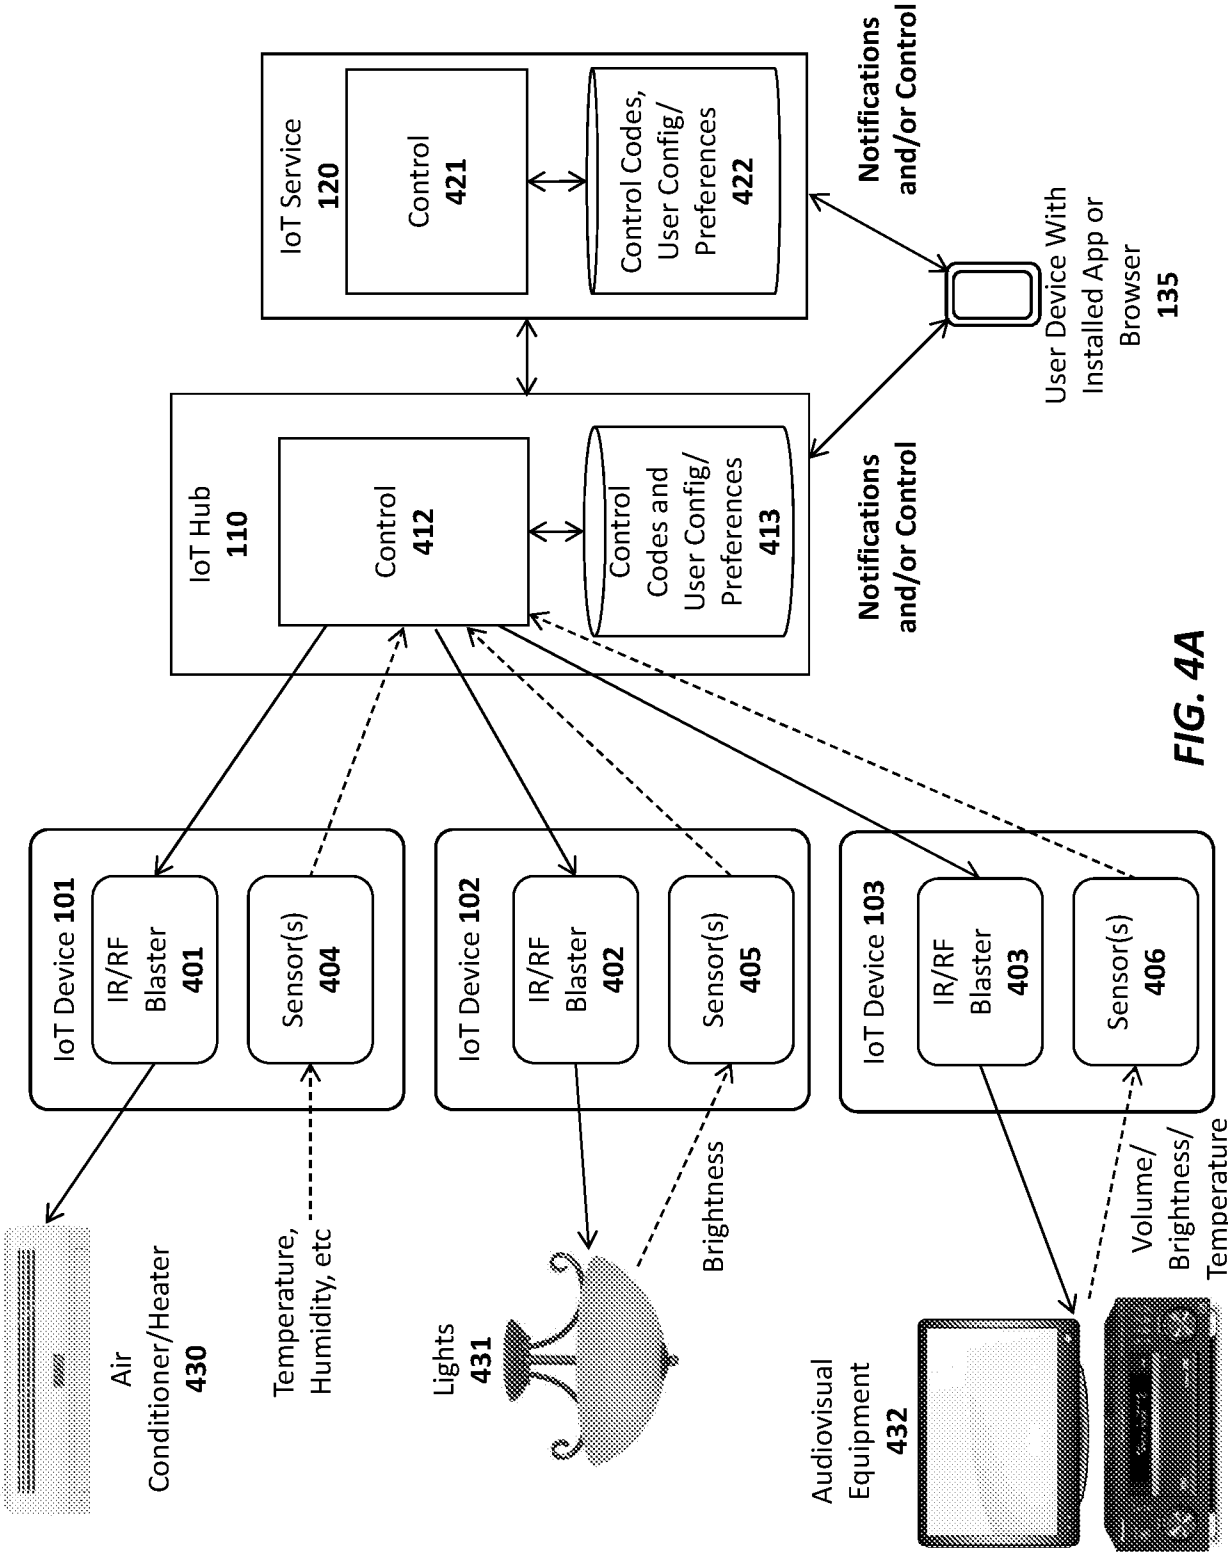 Air
Conditioner/Heater
430
Temperature,
Humidity, etc
IoT Device 101
IR/RF
Blaster
401
Sensor(s)
404
Lights
431
Brightness
IoT Device 102
IR/RF
Blaster
402
Sensor(s)
405
Audiovisual
Equipment
432
Volume/
Brightness/
Temperature
IoT Device 103
IR/RF
Blaster
403
Sensor(s)
406
IoT Hub
110
Control
412
Control
Codes and
User Config/
Preferences
413
Notifications
and/or Control
IoT Service
120
Control
421
Control Codes,
User Config/
Preferences
422
Notifications
and/or Control
User Device With
Installed App or
Browser
135
FIG. 4A